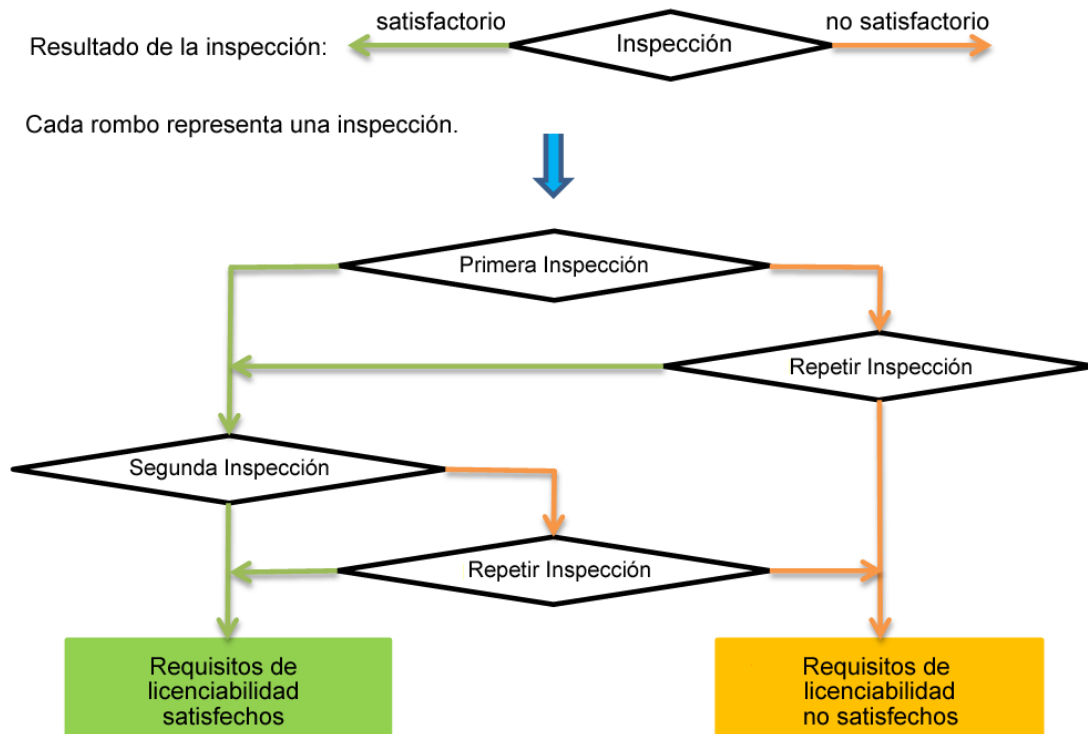 satisfactorio
no satisfactorio
Resultado de la inspección:
Inspección
Cada rombo representa una inspección.
Primera Inspección
Repetir Inspección
Segunda Inspección
Repetir Inspección
Requisitos de
licenciabilidad
satisfechos
Requisitos de
licenciabilidad
no satisfechos